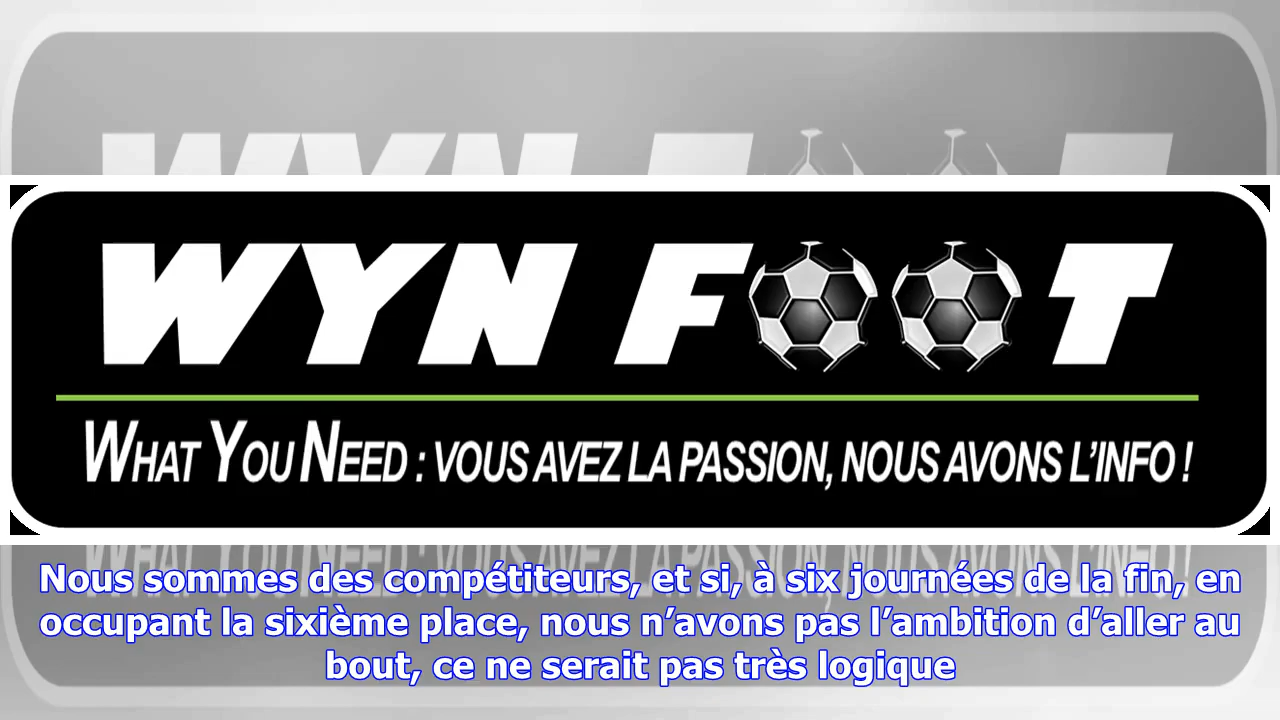 WYN FOOT
WHAT YOU NEED : VOUS AVEZ LA PASSION, NOUS AVONS L'INFO !
Nous sommes des compétiteurs, et si, à six journées de la fin, en
occupant la sixième place, nous n’avons pas l’ambition d’aller au
bout, ce ne serait pas très logique